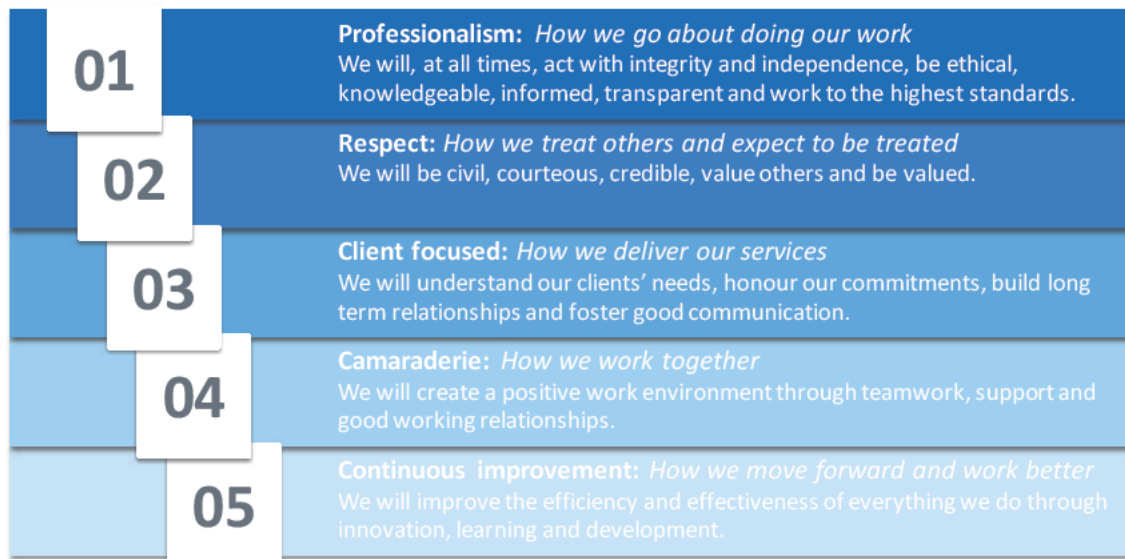 01
Professionalism: How we go about doing our work
We will, at all times, act with integrity and independence, be ethical,
knowledgeable, informed, transparent and work to the highest standards.
02
Respect: How we treat others and expect to be treated
We will be civil, courteous, credible, value others and be valued.
03
Client focused: How we deliver our services
We will understand our clients’ needs, honour our commitments, build long
term relationships and foster good communication.
04
Camaraderie: How we work together
We will create a positive work environment through teamwork, support and
good working relationships.
05
Continuous improvement: How we move forward and work better
We will improve the efficiency and effectiveness of everything we do through
innovation, learning and development.